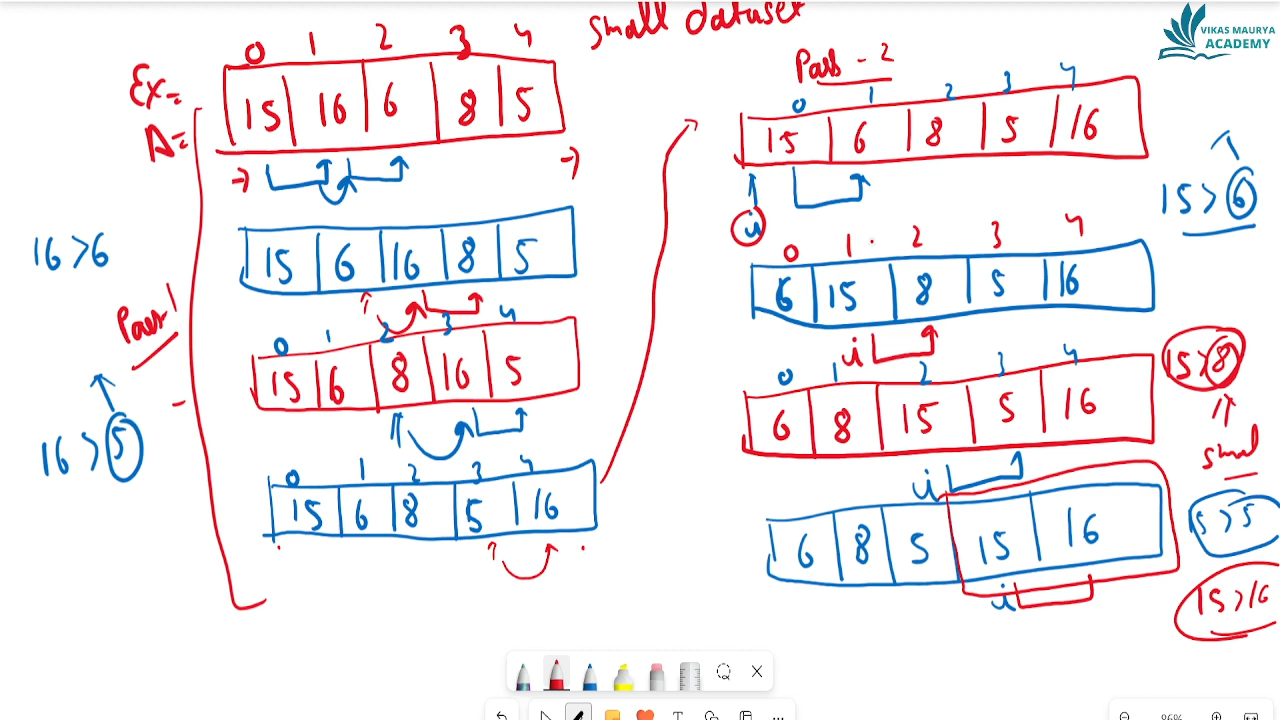 small dataset
VIKAS MAURYA
ACADEMY
0 1 2 3 4
Ex=
A=
15 16 6 8 5
16>6
15 6 16 8 5
Pass 1
0 1 2 3 4
15 6 8 16 5
16 > 5
0 1 2 3 4
15 6 8 5 16
Pass - 2
0 1 2 3 4
15 6 8 5 16
i
15 > 6
0 1 2 3 4
6 15 8 5 16
i
15>8
small
0 1 2 3 4
6 8 15 5 16
i
15>5
6 8 5 15 16
i
15>16